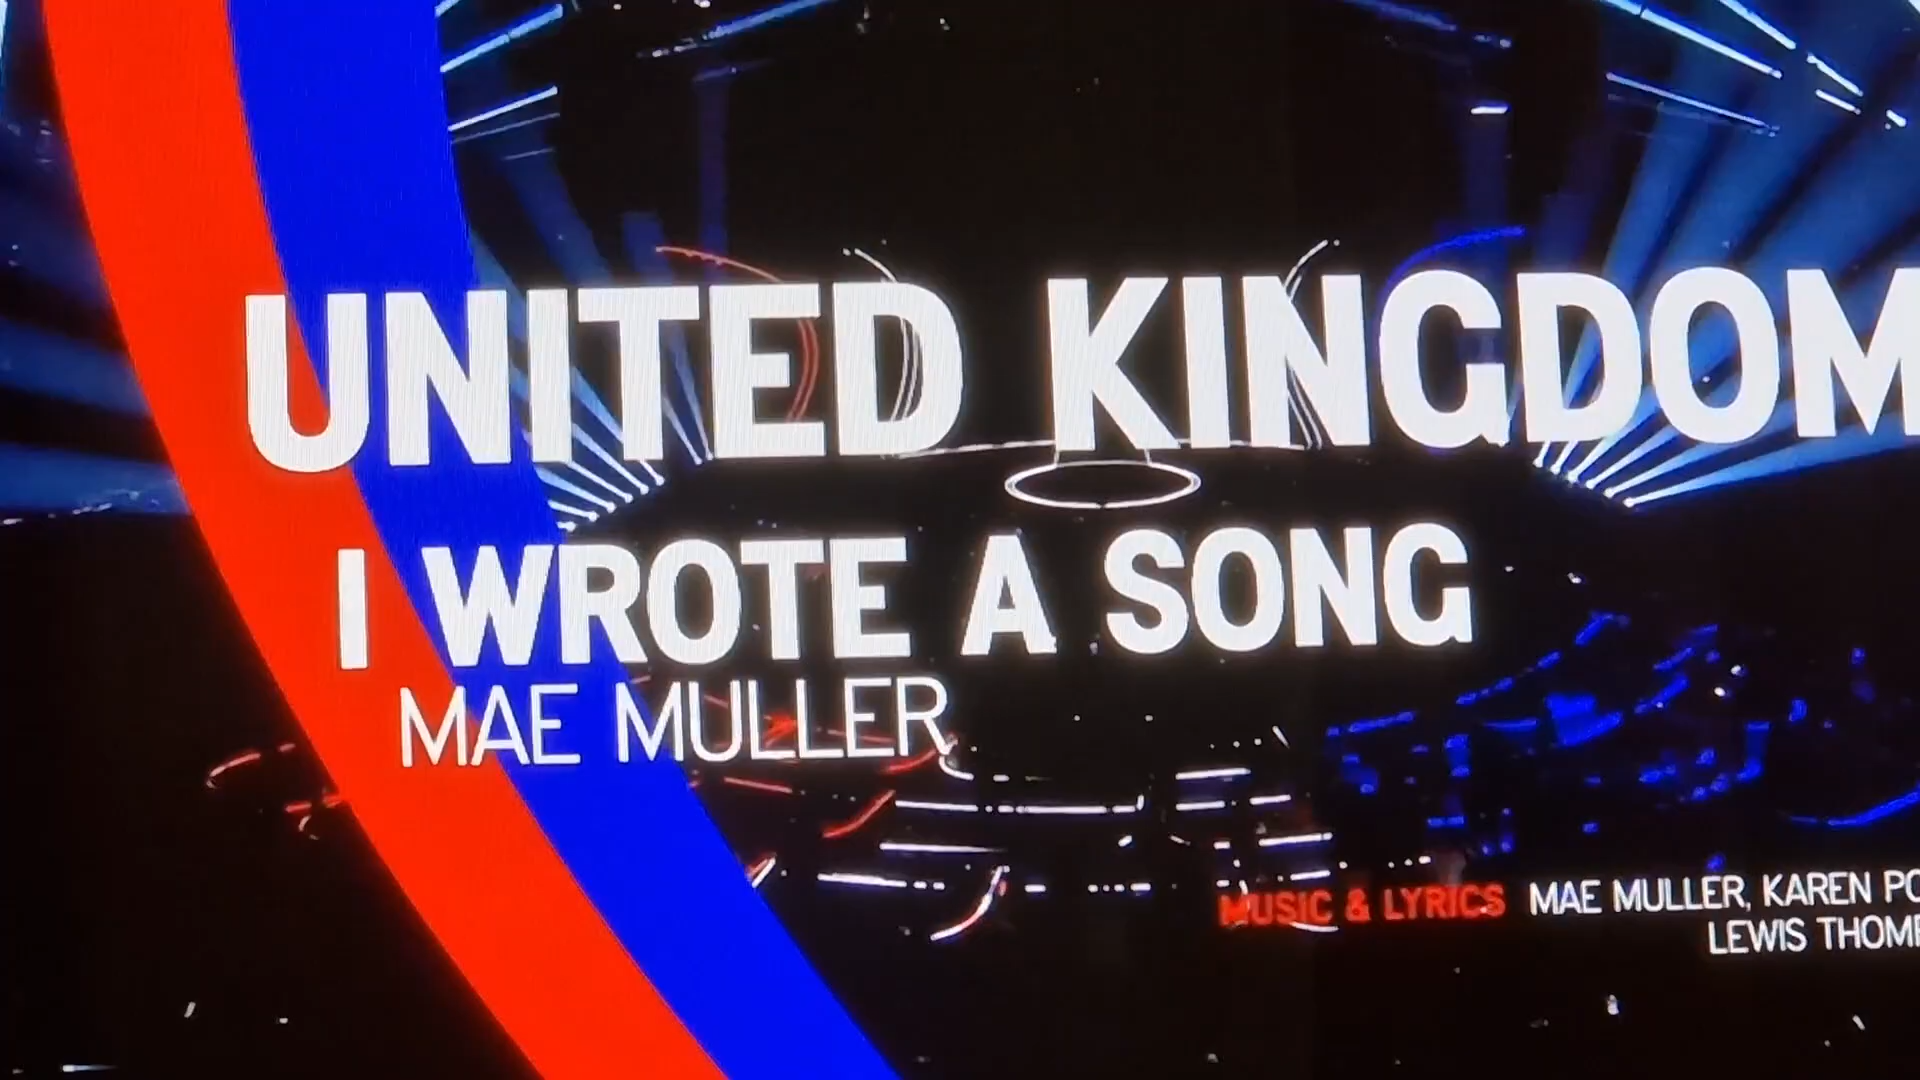 UNITED KINGDOM
I WROTE A SONG
MAE MULLER
MUSIC & LYRICS MAE MULLER, KAREN
LEWIS